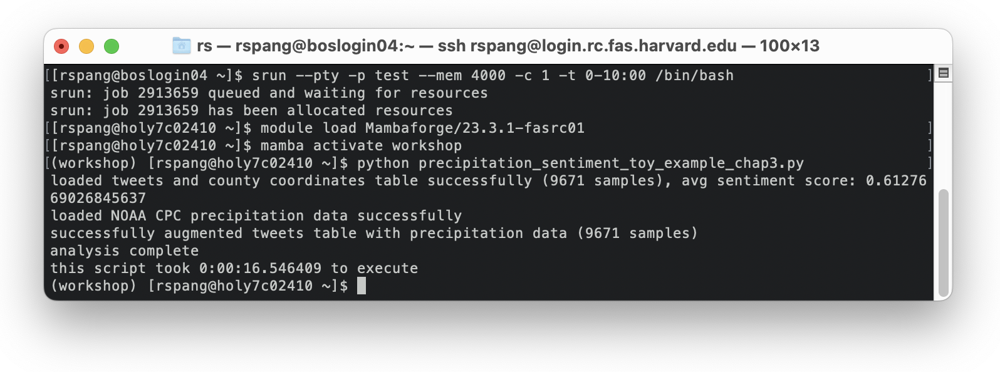 rs — rspang@boslogin04:~ — ssh rspang@login.rc.fas.harvard.edu — 100×13
[[rspang@boslogin04 ~]$ srun --pty -p test --mem 4000 -c 1 -t 0-10:00 /bin/bash ]
srun: job 2913659 queued and waiting for resources
srun: job 2913659 has been allocated resources
[[rspang@holy7c02410 ~]$ module load Mambaforge/23.3.1-fasrc01 ]
[[rspang@holy7c02410 ~]$ mamba activate workshop ]
[(workshop) [rspang@holy7c02410 ~]$ python precipitation_sentiment_toy_example_chap3.py ]
loaded tweets and county coordinates table successfully (9671 samples), avg sentiment score: 0.61276
69026845637
loaded NOAA CPC precipitation data successfully
successfully augmented tweets table with precipitation data (9671 samples)
analysis complete
this script took 0:00:16.546409 to execute
(workshop) [rspang@holy7c02410 ~]$